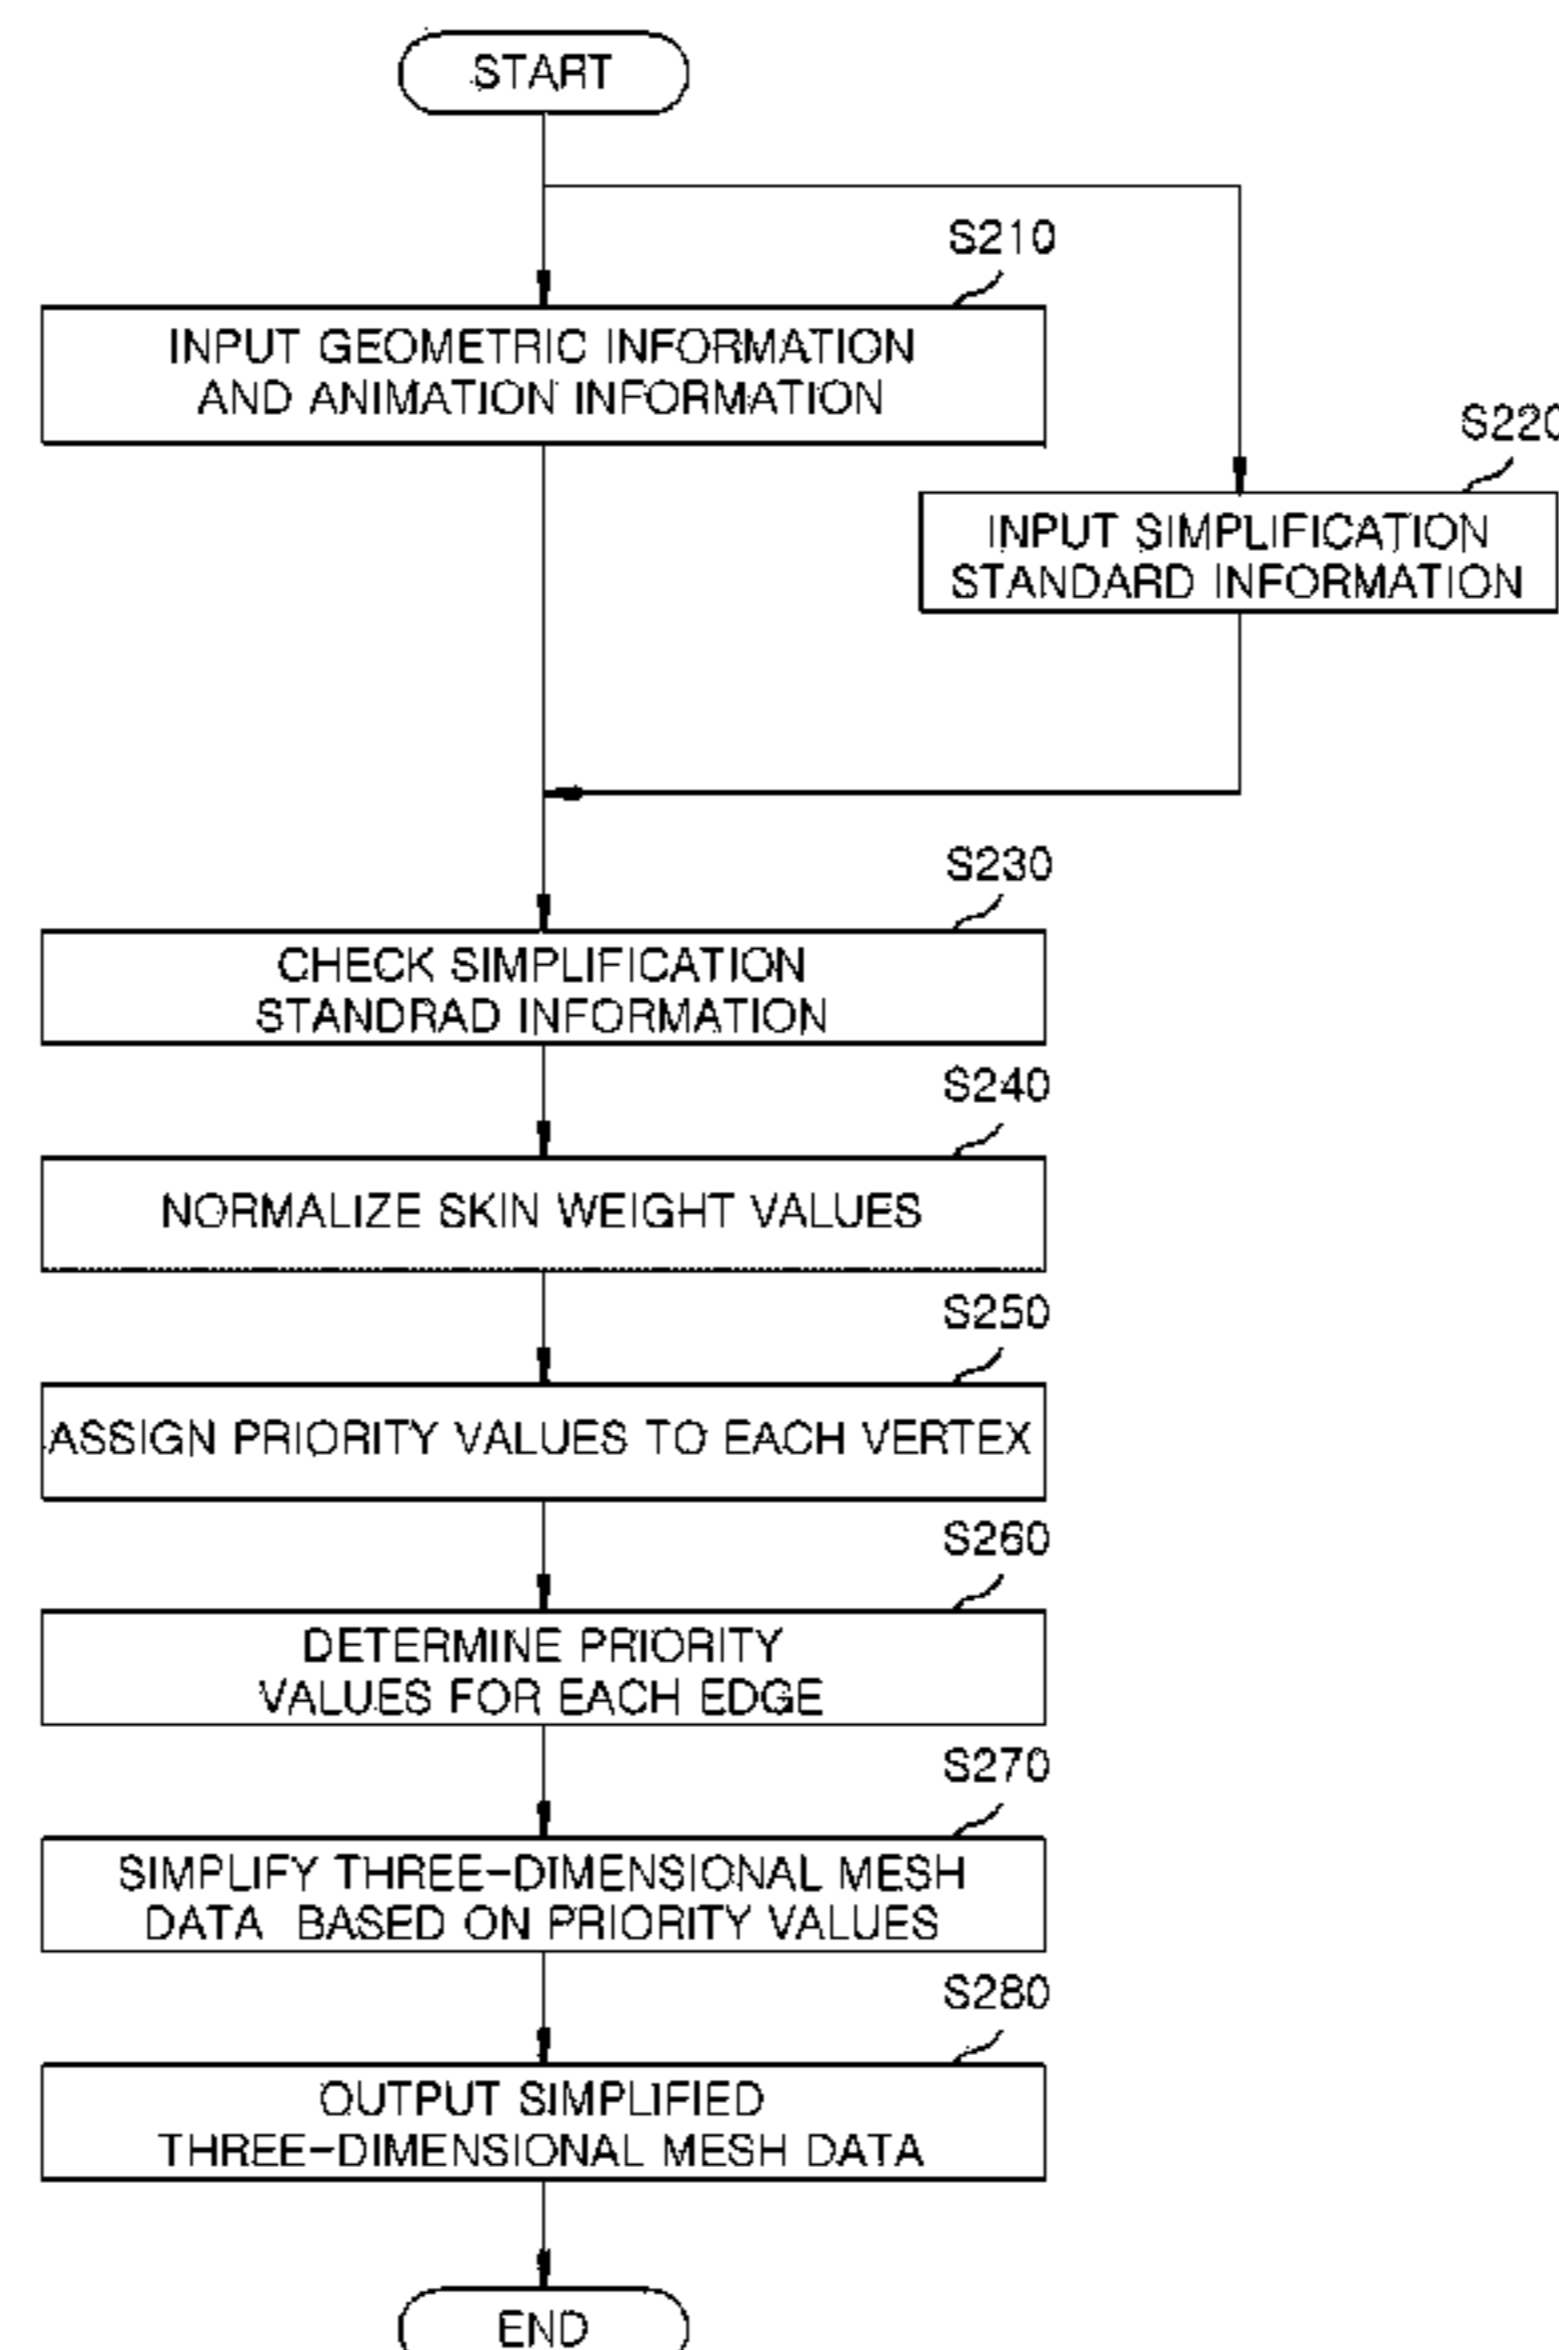 START
S210
INPUT GEOMETRIC INFORMATION
AND ANIMATION INFORMATION
S220
INPUT SIMPLIFICATION
STANDARD INFORMATION
S230
CHECK SIMPLIFICATION
STANDRAD INFORMATION
S240
NORMALIZE SKIN WEIGHT VALUES
S250
ASSIGN PRIORITY VALUES TO EACH VERTEX
S260
DETERMINE PRIORITY
VALUES FOR EACH EDGE
S270
SIMPLIFY THREE-DIMENSIONAL MESH
DATA BASED ON PRIORITY VALUES
S280
OUTPUT SIMPLIFIED
THREE-DIMENSIONAL MESH DATA
END